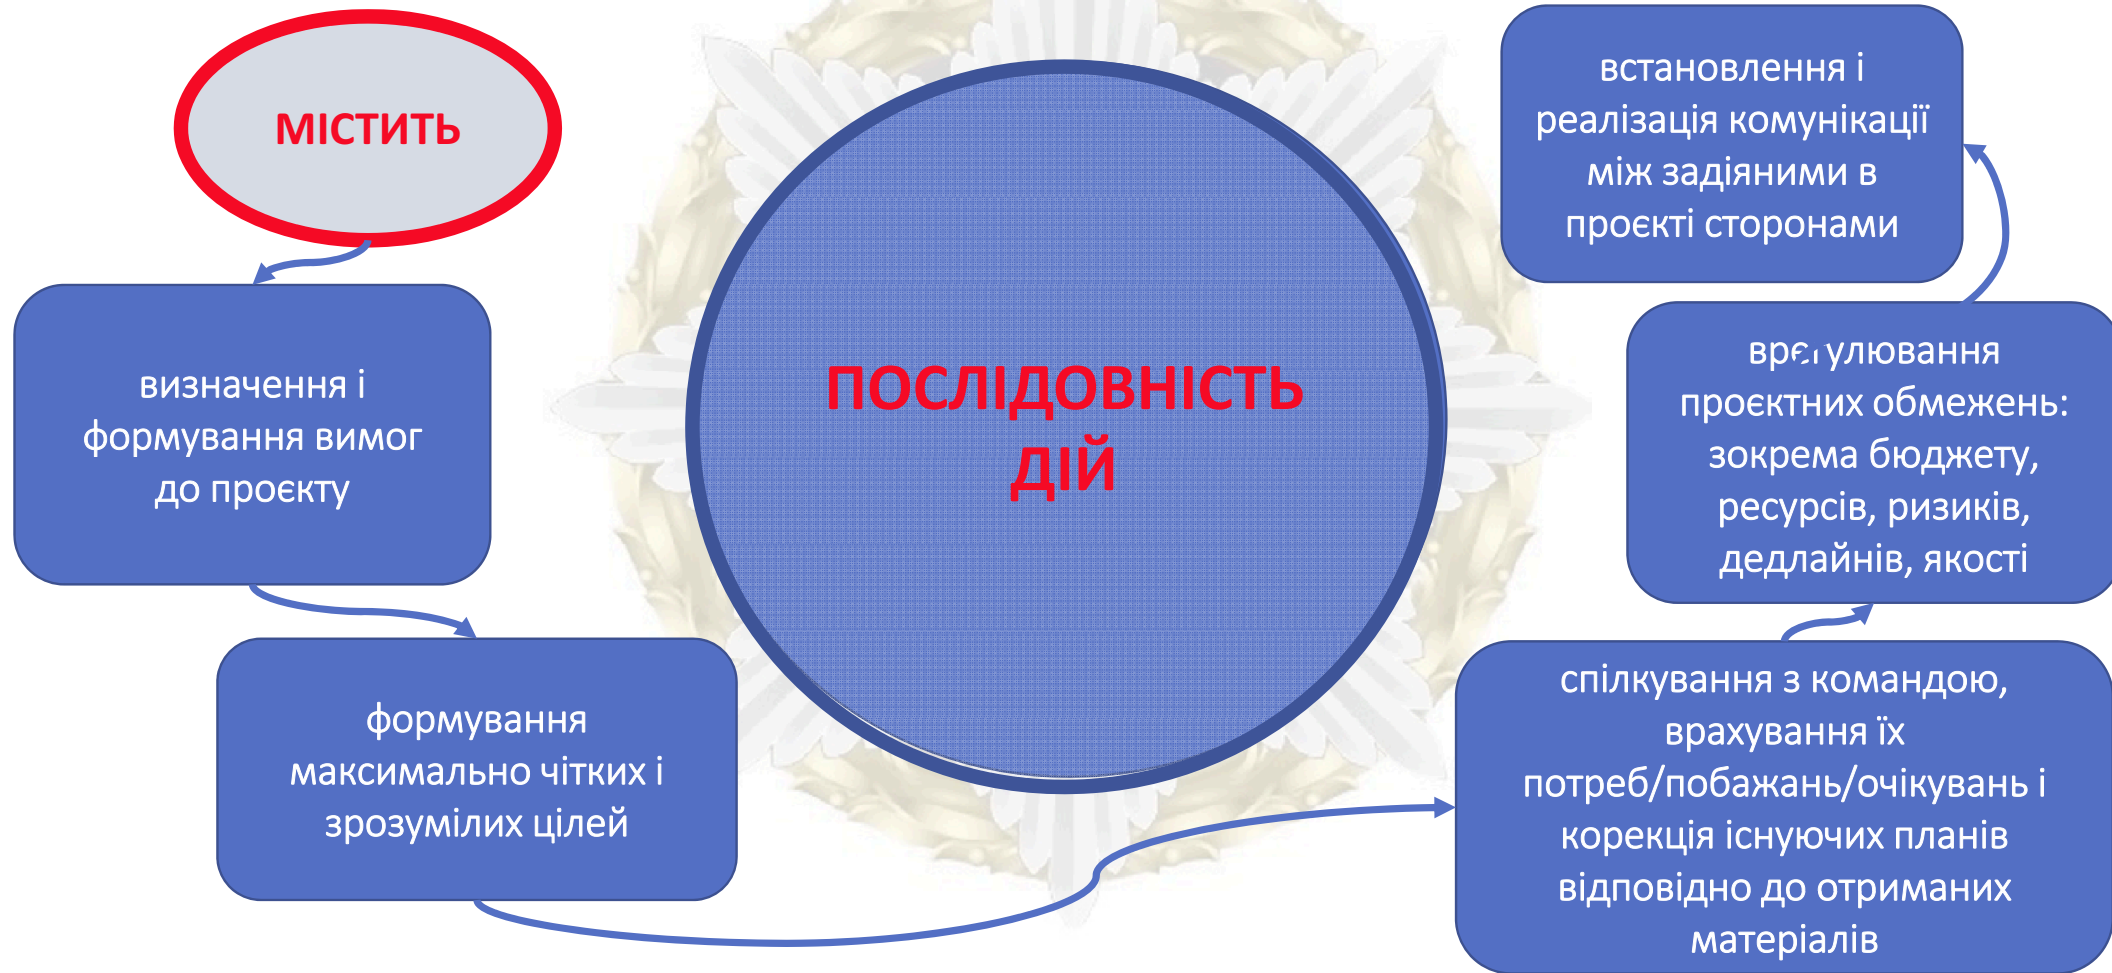 МІСТИТЬ
визначення і
формування вимог
до проєкту
формування
максимально чітких і
зрозумілих цілей
ПОСЛІДОВНІСТЬ
ДІЙ
спілкування з командою,
врахування їх
потреб/побажань/очікувань і
корекція існуючих планів
відповідно до отриманих
матеріалів
врегулювання
проєктних обмежень:
зокрема бюджету,
ресурсів, ризиків,
дедлайнів, якості
встановлення і
реалізація комунікації
між задіяними в
проєкті сторонами